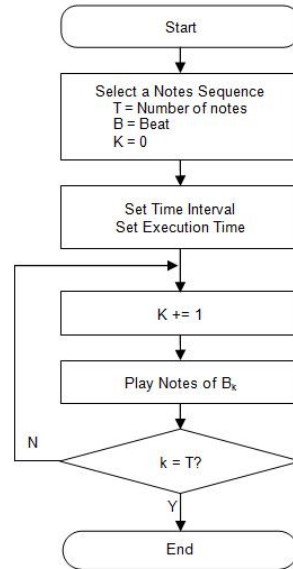 Start
Select a Notes Sequence
T = Number of notes
B = Beat
K = 0
Set Time Interval
Set Execution Time
K += 1
Play Notes of Bk
N
k = T?
Y
End